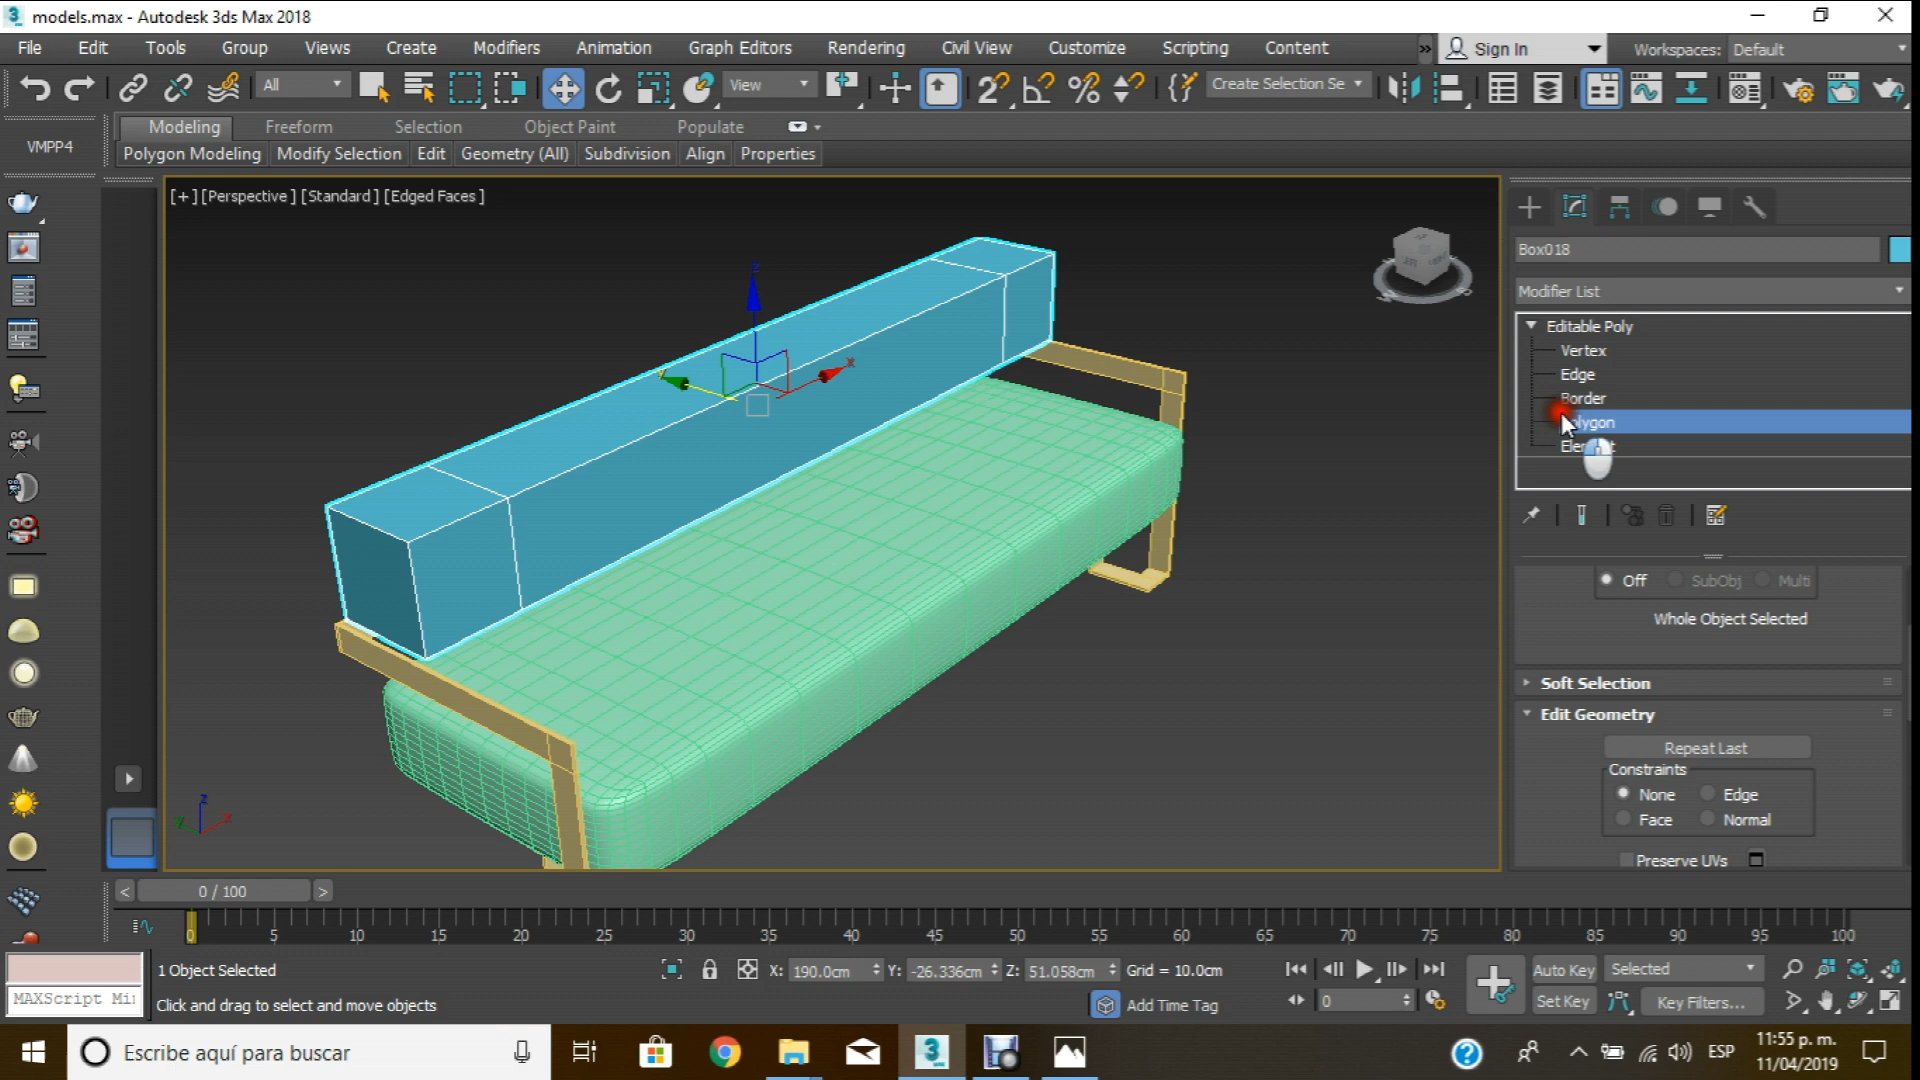 models.max - Autodesk 3ds Max 2018
File Edit Tools Group Views Create Modifiers Animation Graph Editors Rendering Civil View Customize Scripting Content » Sign In Workspaces: Default
All View Create Selection Se
VMPP4
Modeling Freeform Selection Object Paint Populate
Polygon Modeling Modify Selection Edit Geometry (All) Subdivision Align Properties
[+] [Perspective] [Standard] [Edged Faces]
Box018
Modifier List
Editable Poly
Vertex
Edge
Border
Polygon
Off SubObj Multi
Whole Object Selected
Soft Selection
Edit Geometry
Repeat Last
Constraints
None Edge
Face Normal
Preserve UVs
z x y
z x y
< 0 / 100 >
0 5 10 15 20 25 30 35 40 45 50 55 60 65 70 75 80 85 90 95 100
1 Object Selected X: 190.0cm Y: -26.336cm Z: 51.058cm Grid = 10.0cm Auto Key Selected
MAXScript Mi Click and drag to select and move objects Add Time Tag 0 Set Key Key Filters...
Escribe aquí para buscar
ESP
11:55 p. m.
11/04/2019